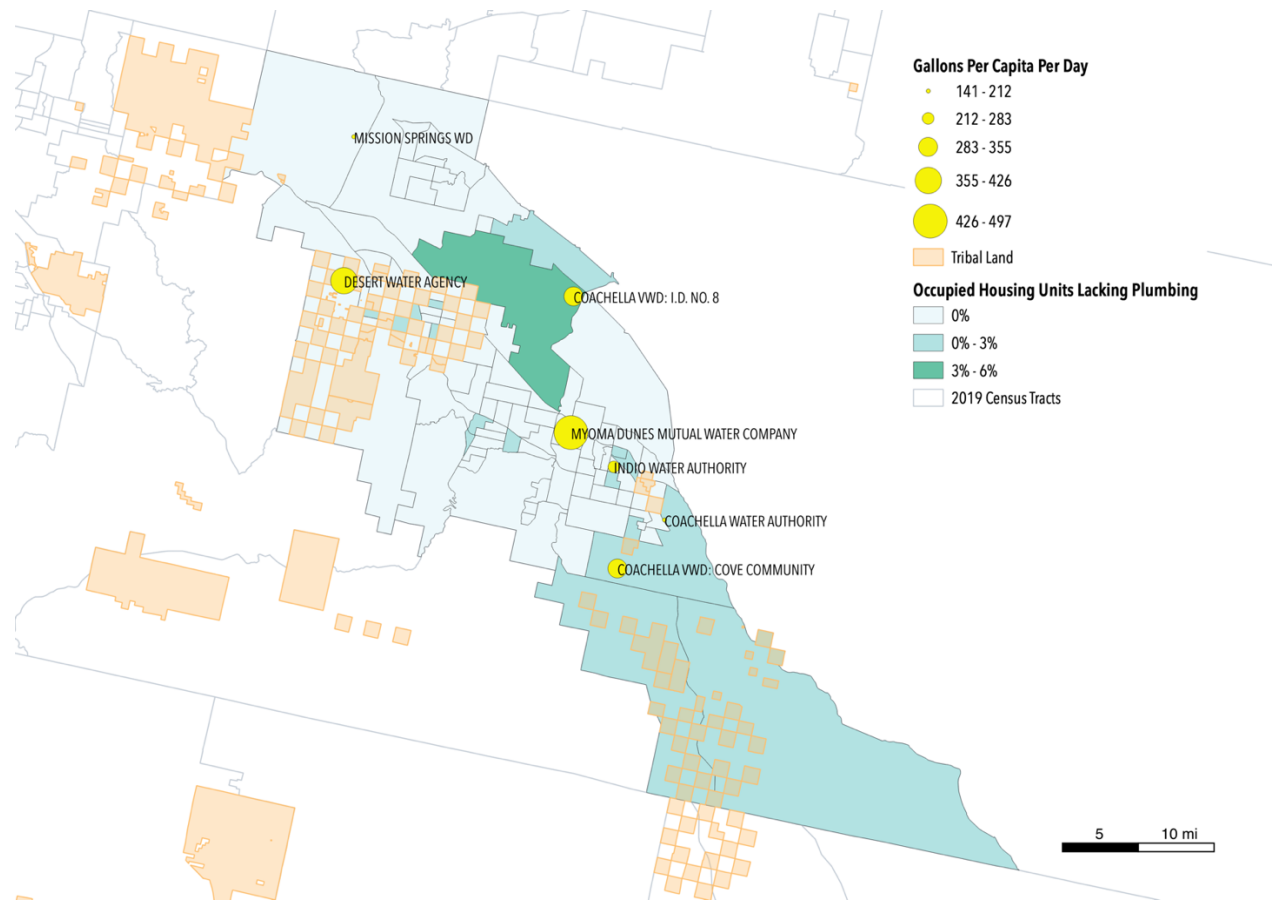 Gallons Per Capita Per Day
141 - 212
212 - 283
283 - 355
355 - 426
426 - 497
Tribal Land
Occupied Housing Units Lacking Plumbing
0%
0% - 3%
3% - 6%
2019 Census Tracts
MISSION SPRINGS WD
DESERT WATER AGENCY
COACHELLA VWD: I.D. NO. 8
MYOMA DUNES MUTUAL WATER COMPANY
INDIO WATER AUTHORITY
COACHELLA WATER AUTHORITY
COACHELLA VWD: COVE COMMUNITY
5 10 mi